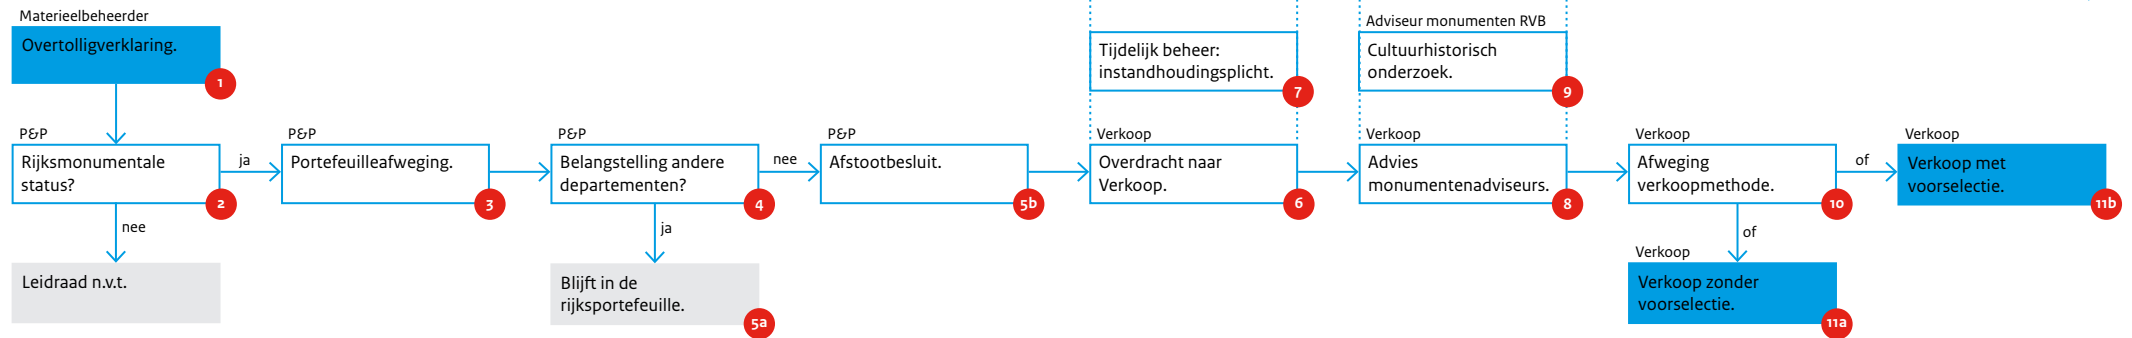 Materieelbeheerder
Overtolligverklaring.
1
P&P
Rijksmonumentale
status?
2
ja
nee
Leidraad n.v.t.
P&P
Portefeuilleafweging.
3
P&P
Belangstelling andere
departementen?
4
nee
ja
Blijft in de
rijksportefeuille.
5a
P&P
Afstootbesluit.
5b
Tijdelijk beheer:
instandhoudingsplicht.
7
Verkoop
Overdracht naar
Verkoop.
6
Adviseur monumenten RVB
Cultuurhistorisch
onderzoek.
9
Verkoop
Advies
monumentenadviseurs.
8
Verkoop
Afweging
verkoopmethode.
10
of
of
Verkoop
Verkoop zonder
voorselectie.
11a
Verkoop
Verkoop met
voorselectie.
11b